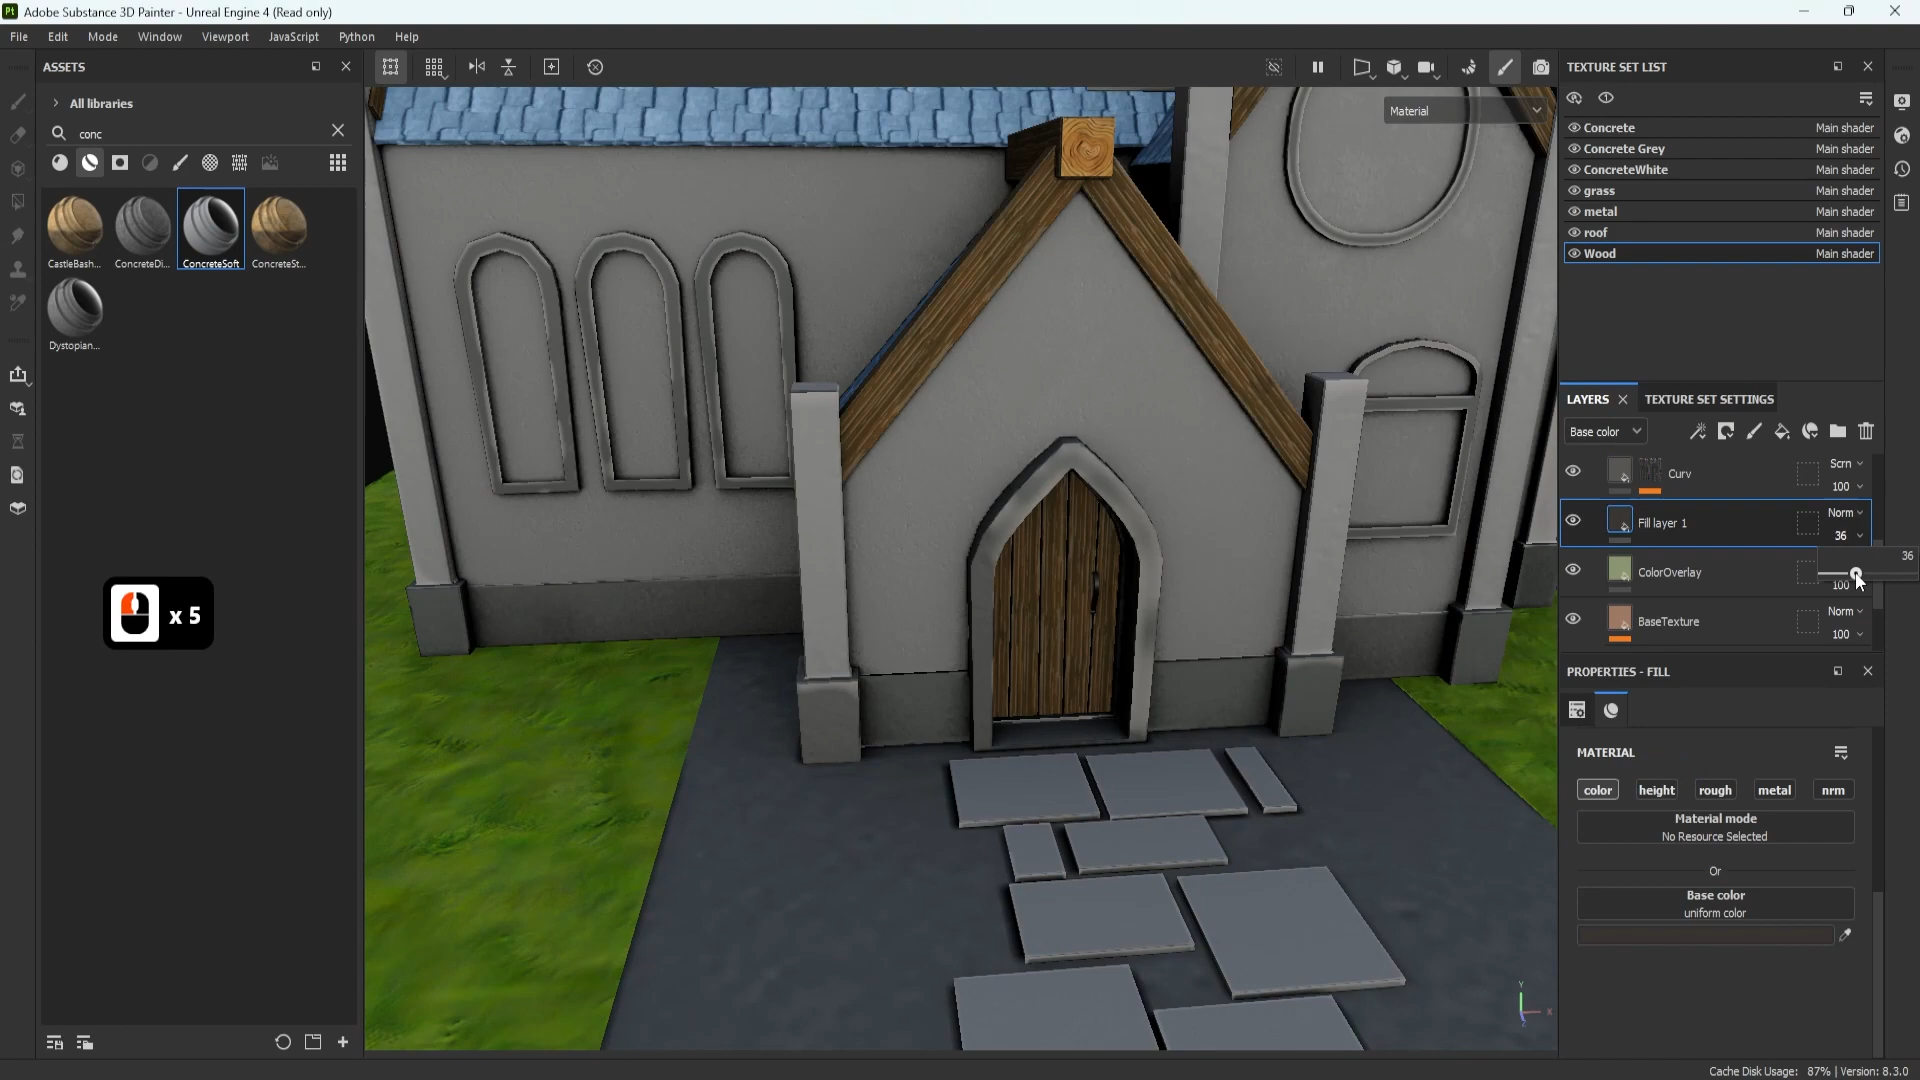 Pt Adobe Substance 3D Painter - Unreal Engine 4 (Read only)
File Edit Mode Window Viewport JavaScript Python Help
ASSETS
All libraries
conc
CastleBash...
ConcreteDi...
ConcreteSoft
ConcreteSt...
Dystopian...
x 5
Material
Y
X
TEXTURE SET LIST
Concrete Main shader
Concrete Grey Main shader
ConcreteWhite Main shader
grass Main shader
metal Main shader
roof Main shader
Wood Main shader
LAYERS TEXTURE SET SETTINGS
Base color
Curv Scrn
100
Fill layer 1 Norm
36
36
ColorOverlay
100
BaseTexture Norm
100
PROPERTIES - FILL
MATERIAL
color height rough metal nrm
Material mode
No Resource Selected
Or
Base color
uniform color
Cache Disk Usage: 87% | Version: 8.3.0